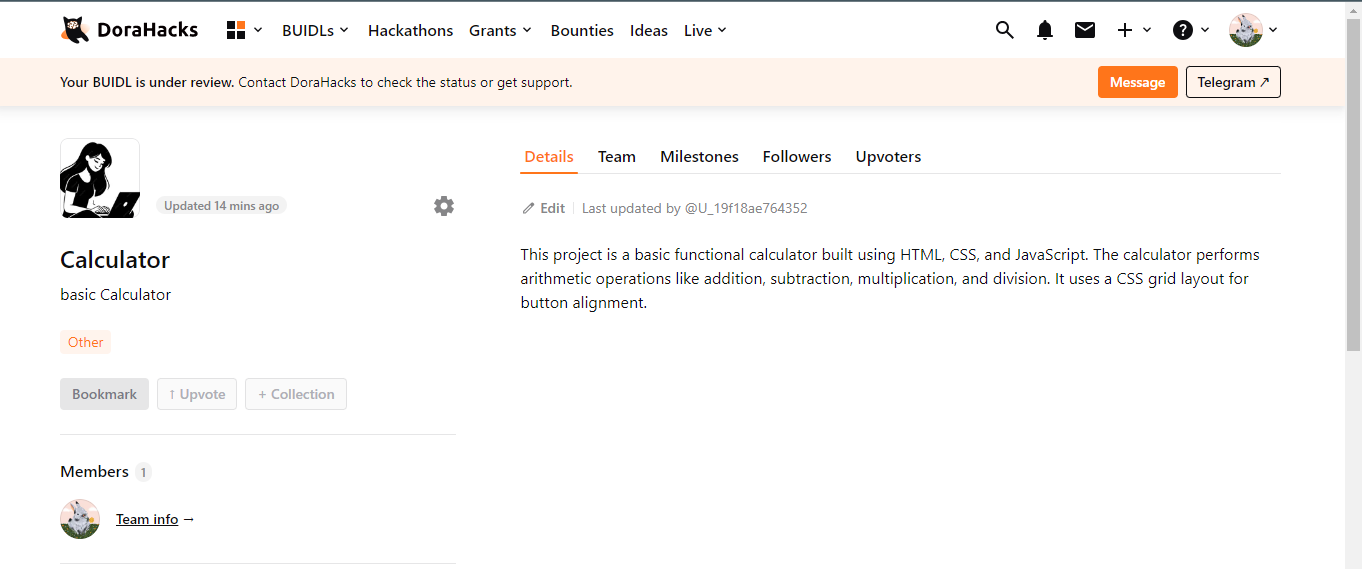 DoraHacks BUIDLs Hackathons Grants Bounties Ideas Live
Your BUIDL is under review. Contact DoraHacks to check the status or get support. Message Telegram ↗
Updated 14 mins ago
Calculator
basic Calculator
Other
Bookmark ↑ Upvote + Collection
Members 1
Team info →
Details Team Milestones Followers Upvoters
Edit Last updated by @U_19f18ae764352
This project is a basic functional calculator built using HTML, CSS, and JavaScript. The calculator performs
arithmetic operations like addition, subtraction, multiplication, and division. It uses a CSS grid layout for
button alignment.